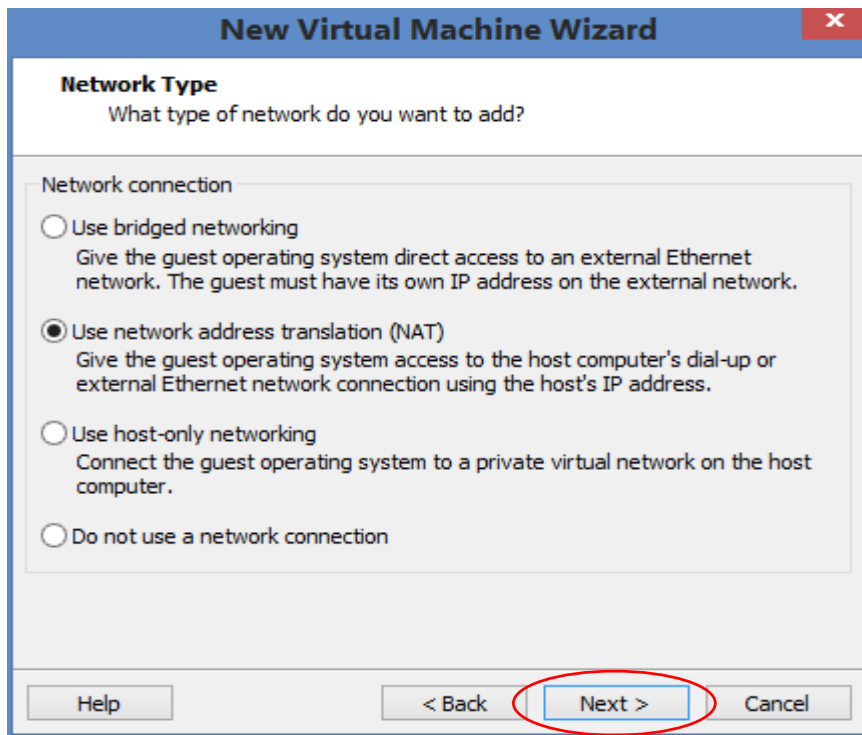 New Virtual Machine Wizard
x
Network Type
What type of network do you want to add?
Network connection
Use bridged networking
Give the guest operating system direct access to an external Ethernet
network. The guest must have its own IP address on the external network.
Use network address translation (NAT)
Give the guest operating system access to the host computer's dial-up or
external Ethernet network connection using the host's IP address.
Use host-only networking
Connect the guest operating system to a private virtual network on the host
computer.
Do not use a network connection
Help < Back Next > Cancel